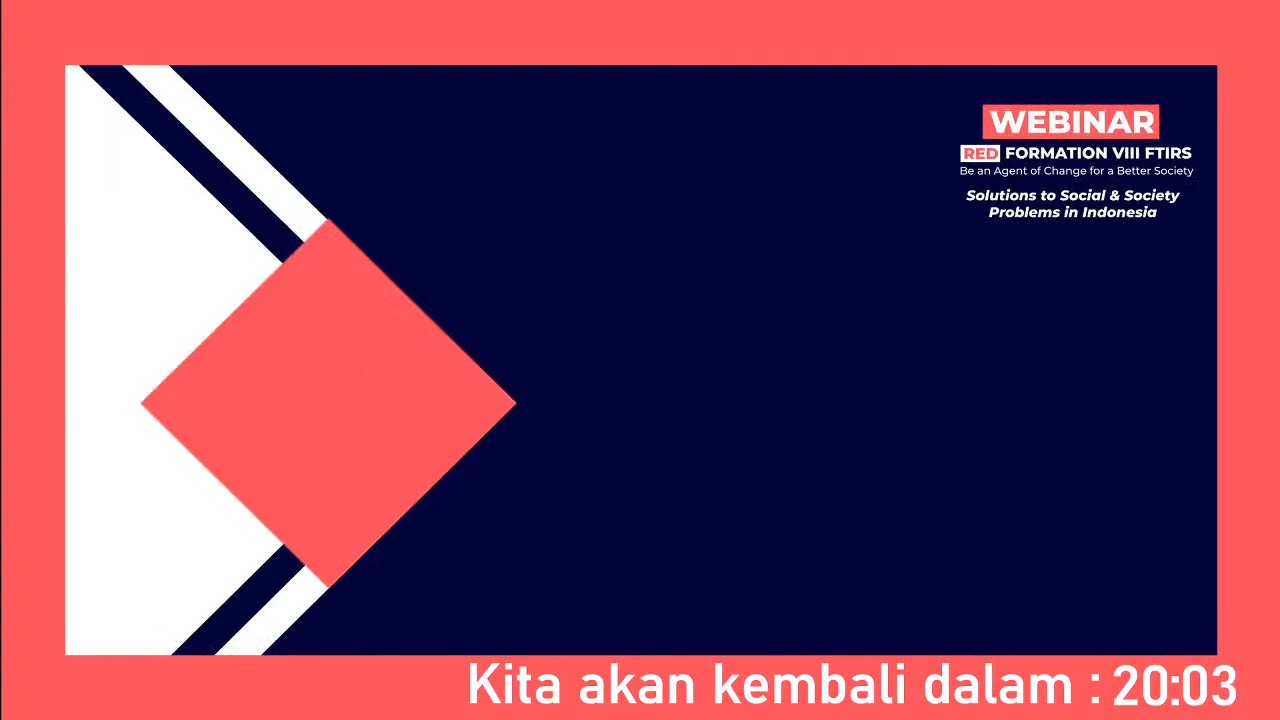 WEBINAR
RED FORMATION VIII FTIRS
Be an Agent of Change for a Better Society
Solutions to Social & Society
Problems in Indonesia
Kita akan kembali dalam : 20:03